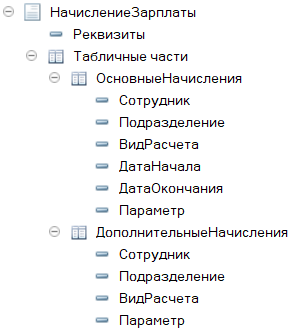 НачислениеЗарплаты
Реквизиты
Табличные части
ОсновныеНачисления
Сотрудник
Подразделение
ВидРасчета
ДатаНачала
ДатаОкончания
Параметр
ДополнительныеНачисления
Сотрудник
Подразделение
ВидРасчета
Параметр